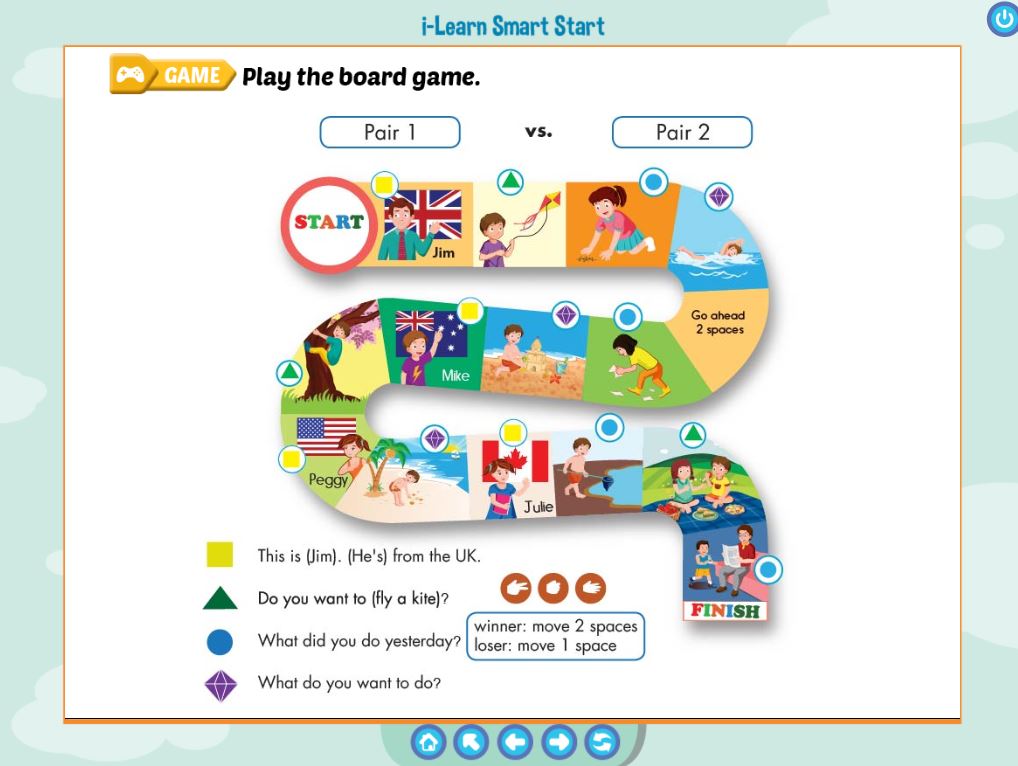 i-Learn Smart Start
GAME Play the board game.
Pair 1 vs. Pair 2
START
Jim
Go ahead
2 spaces
Mike
Peggy
Julie
FINISH
This is (Jim). (He's) from the UK.
Do you want to (fly a kite)?
What did you do yesterday?
winner: move 2 spaces
loser: move 1 space
What do you want to do?